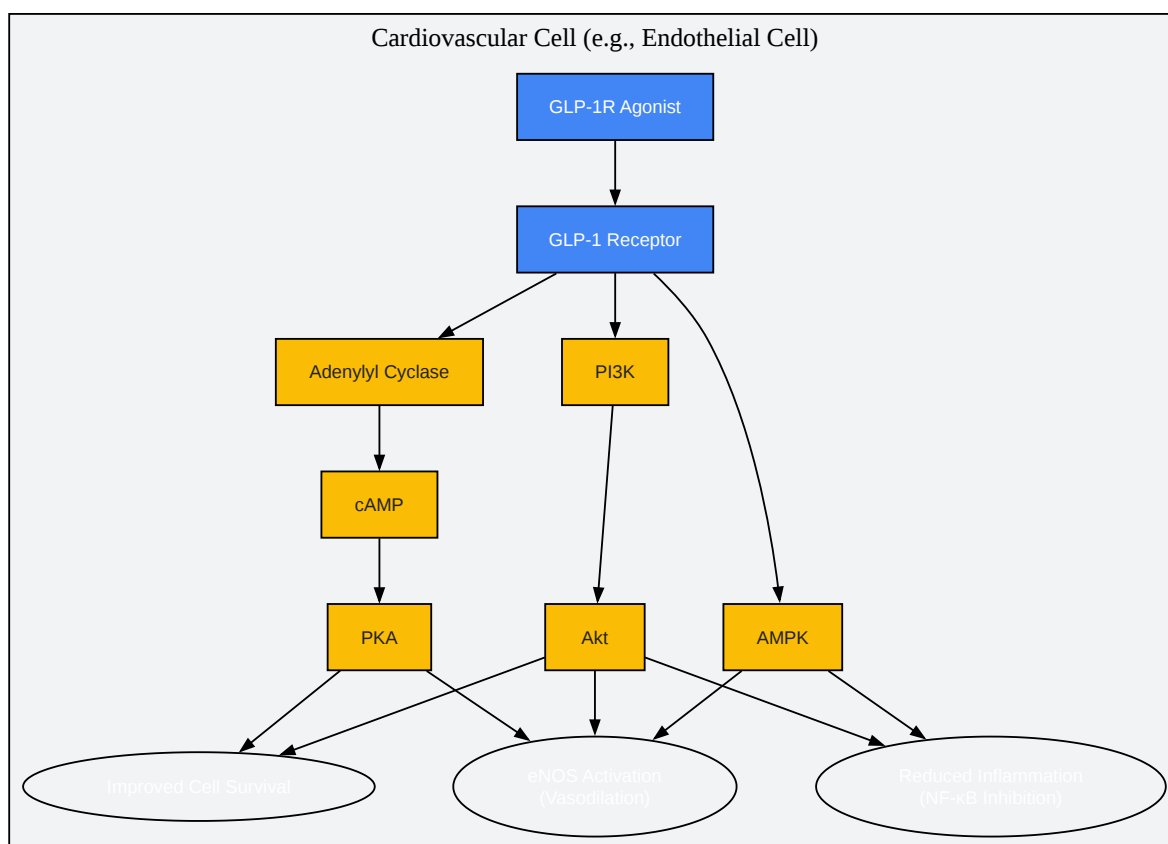 Cardiovascular Cell (e.g., Endothelial Cell)
GLP-1R Agonist
GLP-1 Receptor
Adenylyl Cyclase
PI3K
cAMP
PKA
Akt
AMPK
Improved Cell Survival
eNOS Activation
(Vasodilation)
Reduced Inflammation
(NF-κB Inhibition)